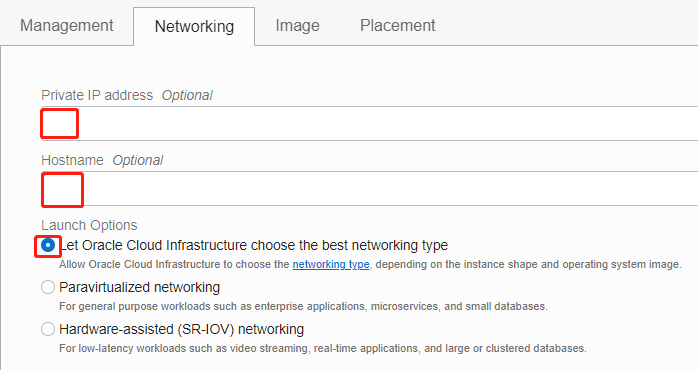 Management Networking Image Placement
Private IP address Optional
Hostname Optional
Launch Options
Let Oracle Cloud Infrastructure choose the best networking type
Allow Oracle Cloud Infrastructure to choose the networking type, depending on the instance shape and operating system image.
Paravirtualized networking
For general purpose workloads such as enterprise applications, microservices, and small databases.
Hardware-assisted (SR-IOV) networking
For low-latency workloads such as video streaming, real-time applications, and large or clustered databases.